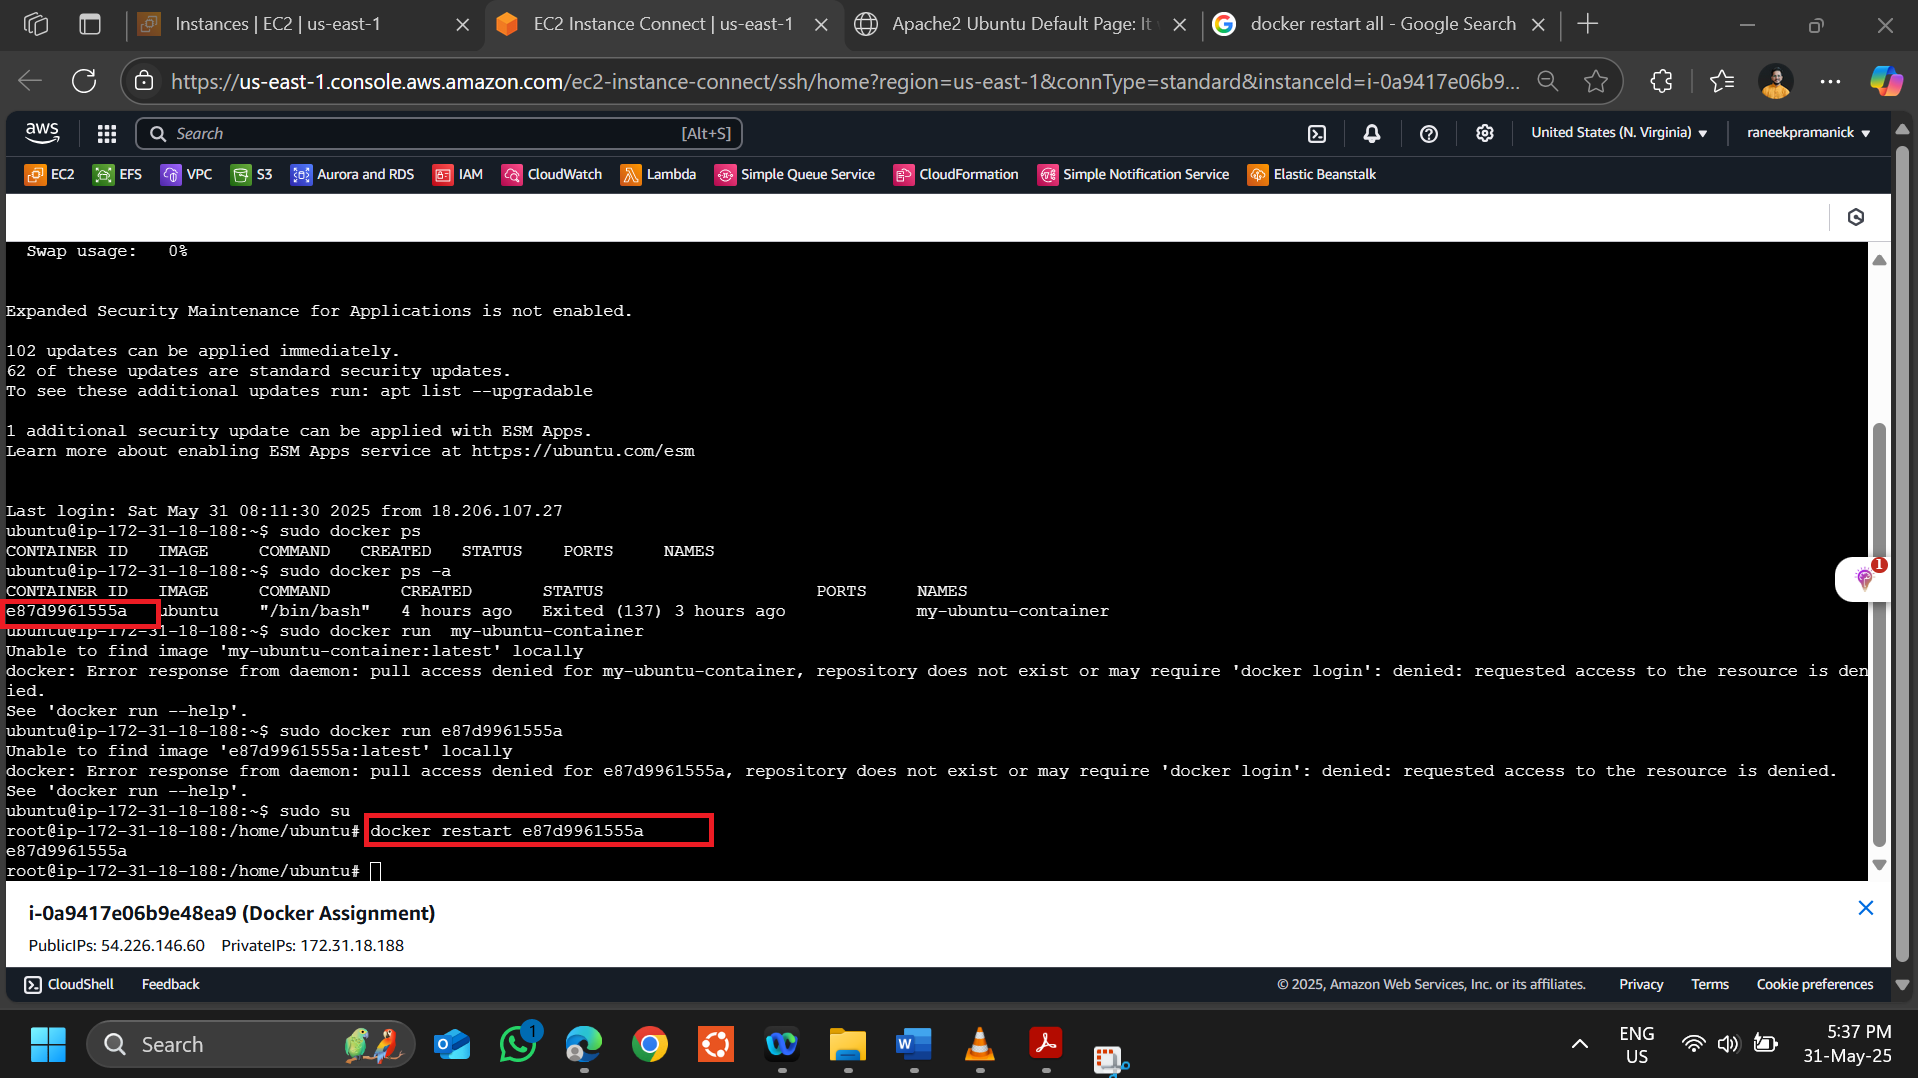 Instances | EC2 | us-east-1
EC2 Instance Connect | us-east-1
Apache2 Ubuntu Default Page: It
docker restart all - Google Search
https://us-east-1.console.aws.amazon.com/ec2-instance-connect/ssh/home?region=us-east-1&connType=standard&instanceId=i-0a9417e06b9...
aws
Search
[Alt+S]
United States (N. Virginia)
raneekpramanick
EC2
EFS
VPC
S3
Aurora and RDS
IAM
CloudWatch
Lambda
Simple Queue Service
CloudFormation
Simple Notification Service
Elastic Beanstalk
Swap usage:   0%
Expanded Security Maintenance for Applications is not enabled.
102 updates can be applied immediately.
62 of these updates are standard security updates.
To see these additional updates run: apt list --upgradable
1 additional security update can be applied with ESM Apps.
Learn more about enabling ESM Apps service at https://ubuntu.com/esm
Last login: Sat May 31 08:11:30 2025 from 18.206.107.27
ubuntu@ip-172-31-18-188:~$ sudo docker ps
CONTAINER ID   IMAGE     COMMAND   CREATED   STATUS    PORTS     NAMES
ubuntu@ip-172-31-18-188:~$ sudo docker ps -a
CONTAINER ID   IMAGE     COMMAND       CREATED       STATUS                     PORTS     NAMES
e87d9961555a   ubuntu    "/bin/bash"   4 hours ago   Exited (137) 3 hours ago             my-ubuntu-container
ubuntu@ip-172-31-18-188:~$ sudo docker run  my-ubuntu-container
Unable to find image 'my-ubuntu-container:latest' locally
docker: Error response from daemon: pull access denied for my-ubuntu-container, repository does not exist or may require 'docker login': denied: requested access to the resource is den
ied.
See 'docker run --help'.
ubuntu@ip-172-31-18-188:~$ sudo docker run e87d9961555a
Unable to find image 'e87d9961555a:latest' locally
docker: Error response from daemon: pull access denied for e87d9961555a, repository does not exist or may require 'docker login': denied: requested access to the resource is denied.
See 'docker run --help'.
ubuntu@ip-172-31-18-188:~$ sudo su
root@ip-172-31-18-188:/home/ubuntu# docker restart e87d9961555a
e87d9961555a
root@ip-172-31-18-188:/home/ubuntu#
1
i-0a9417e06b9e48ea9 (Docker Assignment)
PublicIPs: 54.226.146.60   PrivateIPs: 172.31.18.188
CloudShell
Feedback
© 2025, Amazon Web Services, Inc. or its affiliates.
Privacy
Terms
Cookie preferences
Search
1
ENG
US
5:37 PM
31-May-25